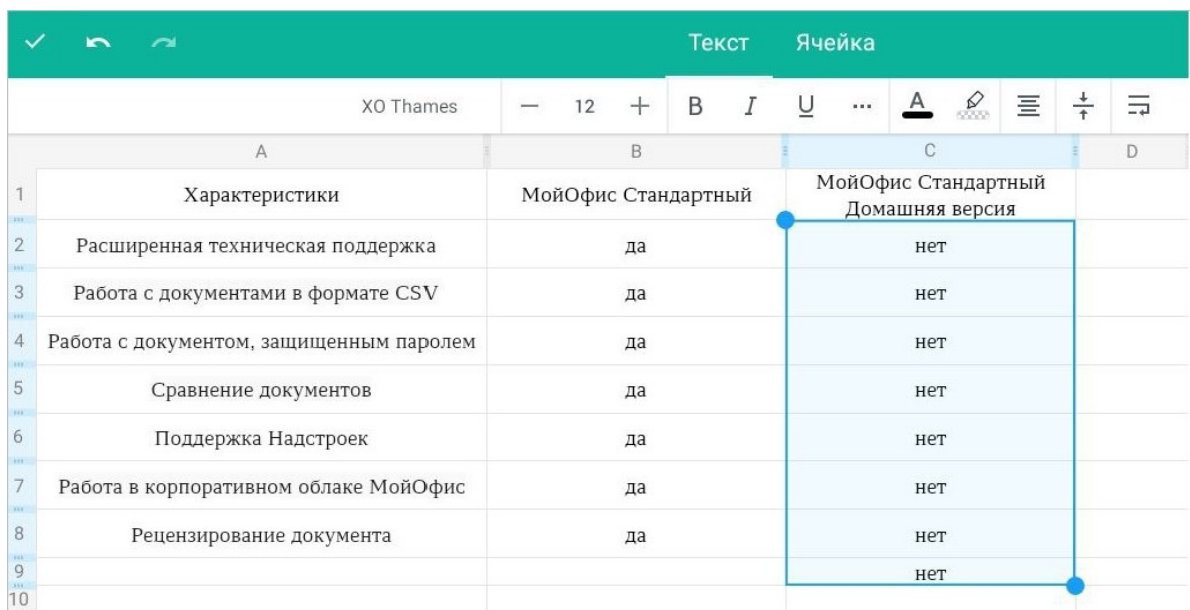 Текст Ячейка
XO Thames — 12 + B I U ... A
A B C D
1 Характеристики МойОфис Стандартный МойОфис Стандартный
Домашняя версия
2 Расширенная техническая поддержка да нет
3 Работа с документами в формате CSV да нет
4 Работа с документом, защищенным паролем да нет
5 Сравнение документов да нет
6 Поддержка Надстроек да нет
7 Работа в корпоративном облаке МойОфис да нет
8 Рецензирование документа да нет
9 нет
10